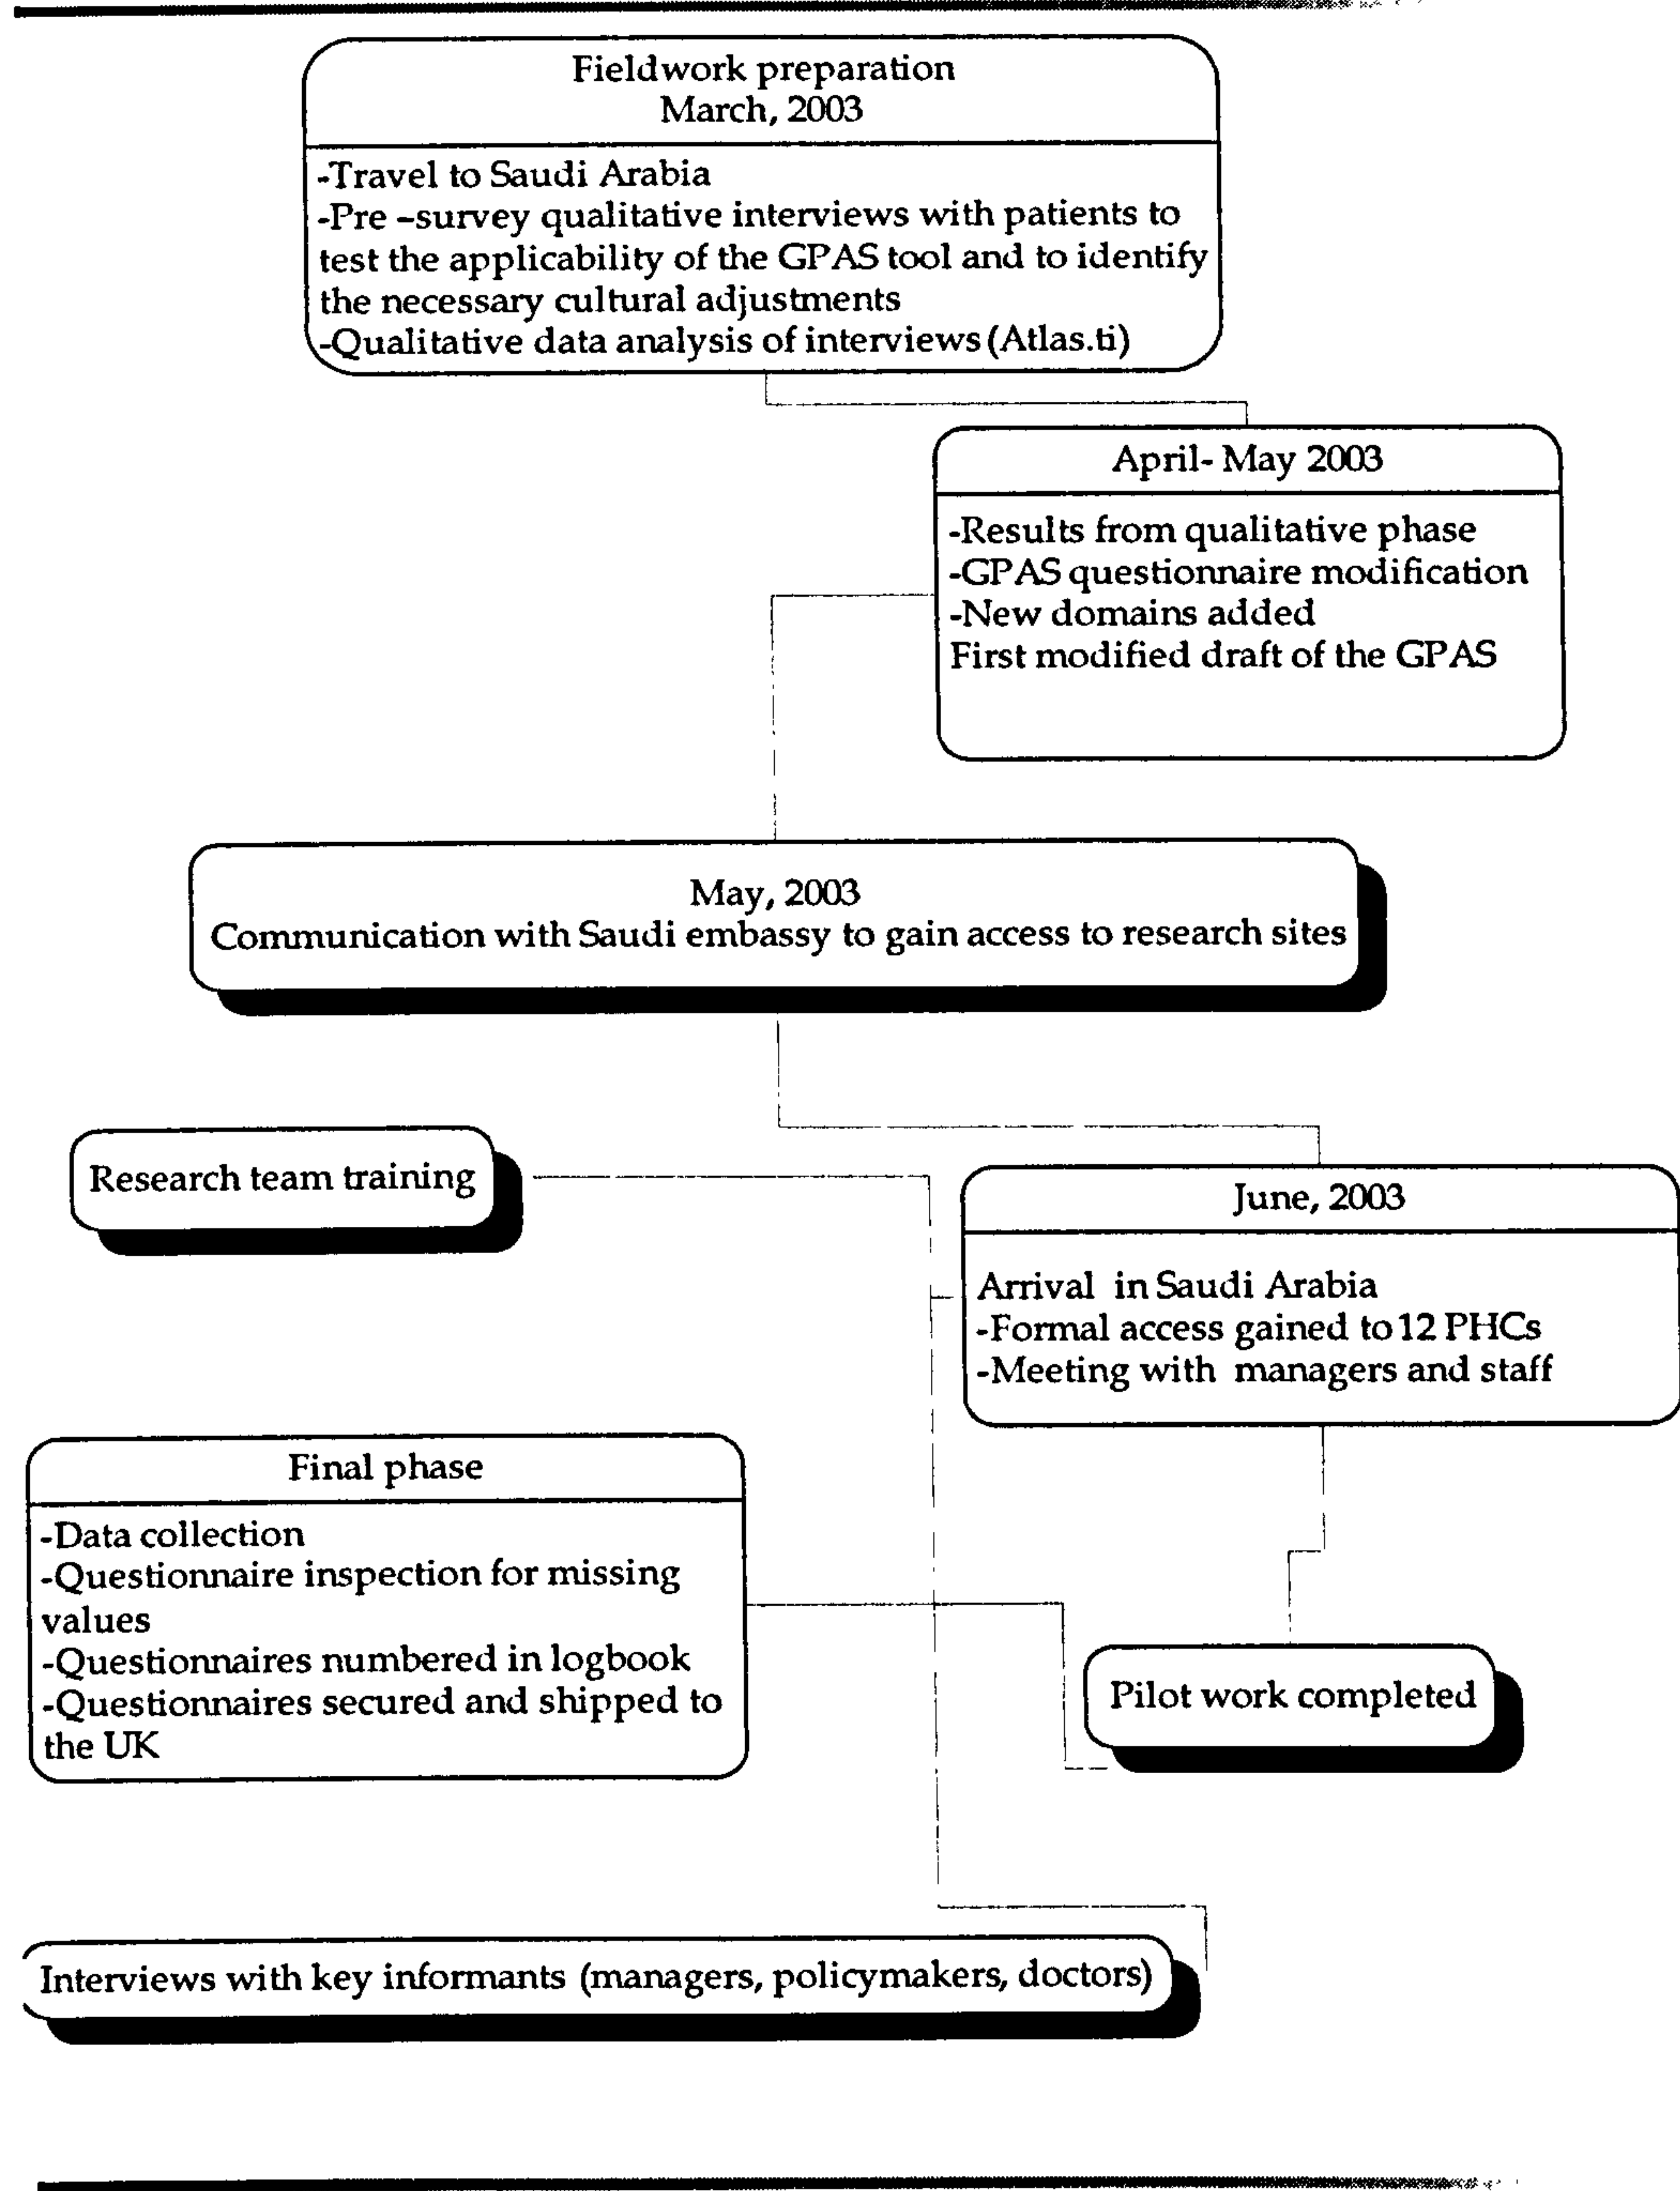 Fieldwork preparation
March, 2003
-Travel to Saudi Arabia
-Pre –survey qualitative interviews with patients to
test the applicability of the GPAS tool and to identify
the necessary cultural adjustments
-Qualitative data analysis of interviews (Atlas.ti)
April- May 2003
-Results from qualitative phase
-GPAS questionnaire modification
-New domains added
First modified draft of the GPAS
May, 2003
Communication with Saudi embassy to gain access to research sites
Research team training
June, 2003
Arrival in Saudi Arabia
-Formal access gained to 12 PHCs
-Meeting with managers and staff
Final phase
-Data collection
-Questionnaire inspection for missing
values
-Questionnaires numbered in logbook
-Questionnaires secured and shipped to
the UK
Pilot work completed
Interviews with key informants (managers, policymakers, doctors)